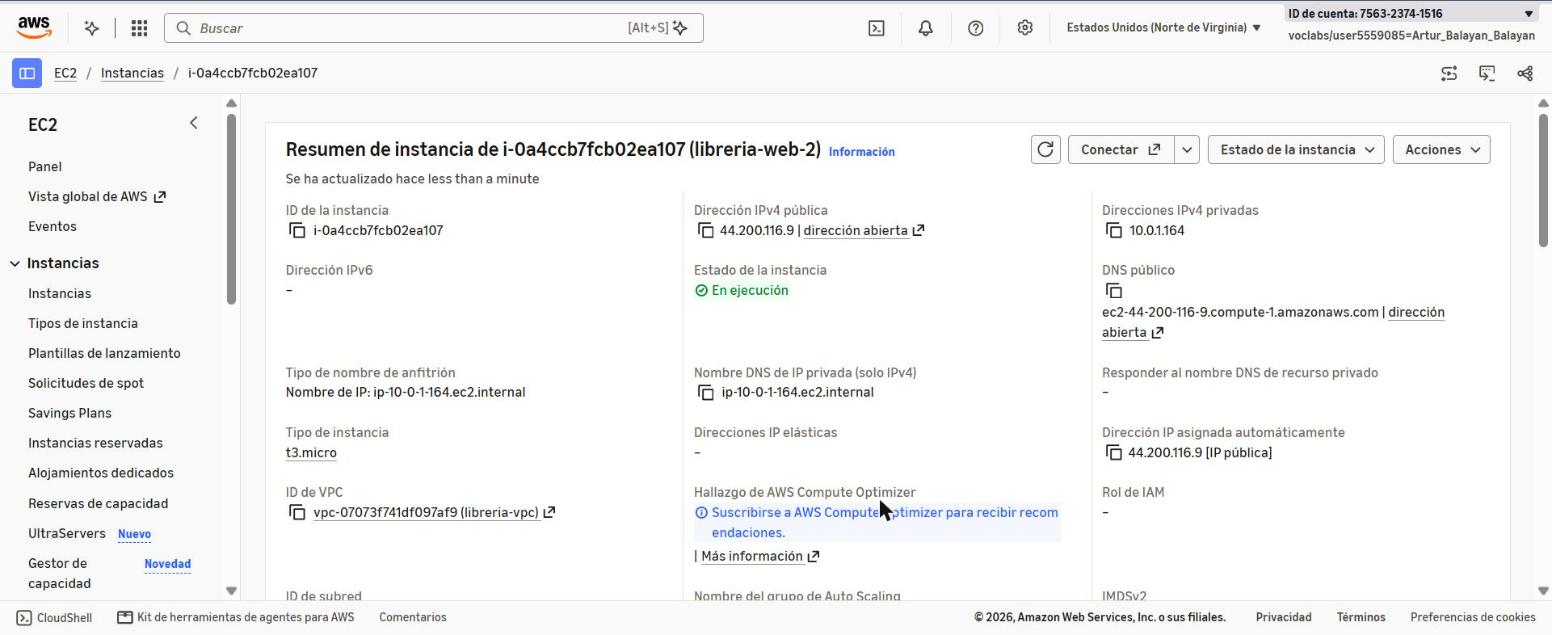 aws
Buscar
[Alt+S]
Estados Unidos (Norte de Virginia)
ID de cuenta: 7563-2374-1516
voclabs/user5559085=Artur_Balayan_Balayan
EC2 / Instancias / i-0a4ccb7fcb02ea107
EC2
Panel
Vista global de AWS
Eventos
Instancias
Instancias
Tipos de instancia
Plantillas de lanzamiento
Solicitudes de spot
Savings Plans
Instancias reservadas
Alojamientos dedicados
Reservas de capacidad
UltraServers Nuevo
Gestor de capacidad Novedad
Resumen de instancia de i-0a4ccb7fcb02ea107 (libreria-web-2) Información
Se ha actualizado hace less than a minute
Conectar
Estado de la instancia
Acciones
ID de la instancia
i-0a4ccb7fcb02ea107
Dirección IPv4 pública
44.200.116.9 | dirección abierta
Direcciones IPv4 privadas
10.0.1.164
Dirección IPv6
–
Estado de la instancia
En ejecución
DNS público
ec2-44-200-116-9.compute-1.amazonaws.com | dirección
abierta
Tipo de nombre de anfitrión
Nombre de IP: ip-10-0-1-164.ec2.internal
Nombre DNS de IP privada (solo IPv4)
ip-10-0-1-164.ec2.internal
Responder al nombre DNS de recurso privado
–
Tipo de instancia
t3.micro
Direcciones IP elásticas
–
Dirección IP asignada automáticamente
44.200.116.9 [IP pública]
ID de VPC
vpc-07073f741df097af9 (libreria-vpc)
Hallazgo de AWS Compute Optimizer
Suscribirse a AWS Compute Optimizer para recibir recom
endaciones.
| Más información
Rol de IAM
–
ID de subred
Nombre del grupo de Auto Scaling
IMDSv2
CloudShell
Kit de herramientas de agentes para AWS
Comentarios
© 2026, Amazon Web Services, Inc. o sus filiales.
Privacidad
Términos
Preferencias de cookies